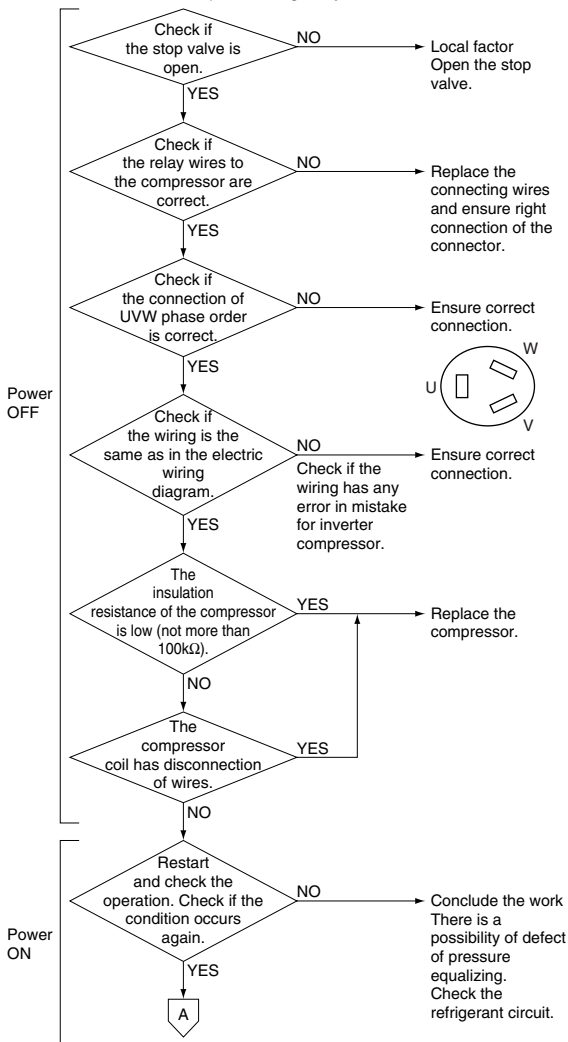 Check if
the stop valve is
open.
NO
Local factor
Open the stop
valve.
YES
Check if
the relay wires to
the compressor are
correct.
NO
Replace the
connecting wires
and ensure right
connection of the
connector.
YES
Check if
the connection of
UVW phase order
is correct.
NO
Ensure correct
connection.
YES
W
U
V
Power
OFF
Check if
the wiring is the
same as in the electric
wiring
diagram.
NO
Check if the
wiring has any
error in mistake
for inverter
compressor.
Ensure correct
connection.
YES
The
insulation
resistance of the compressor
is low (not more than
100kΩ).
YES
Replace the
compressor.
NO
The
compressor
coil has disconnection
of wires.
YES
NO
Power
ON
Restart
and check the
operation. Check if the
condition occurs
again.
NO
Conclude the work
There is a
possibility of defect
of pressure
equalizing.
Check the
refrigerant circuit.
YES
A